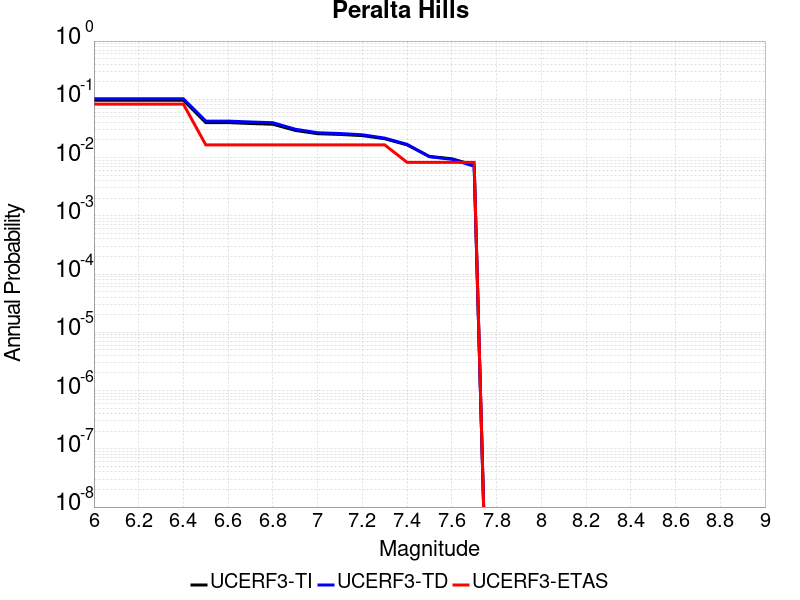 Peralta Hills
10^0
10^-1
10^-2
10^-3
10^-4
10^-5
10^-6
10^-7
10^-8
Annual Probability
6 6.2 6.4 6.6 6.8 7 7.2 7.4 7.6 7.8 8 8.2 8.4 8.6 8.8 9
Magnitude
UCERF3-TI UCERF3-TD UCERF3-ETAS